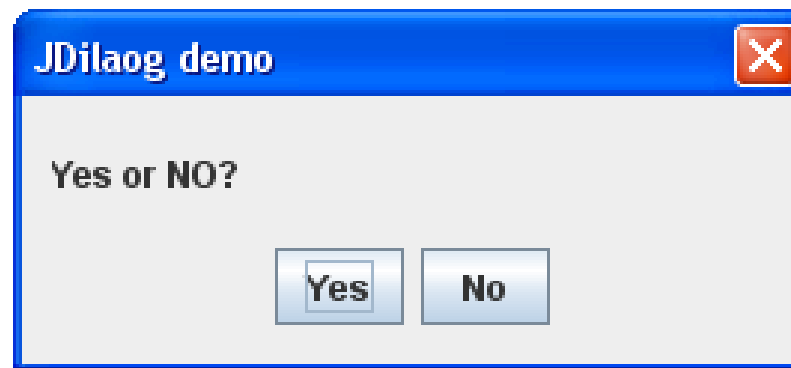 JDilaog demo
Yes or NO?
Yes No